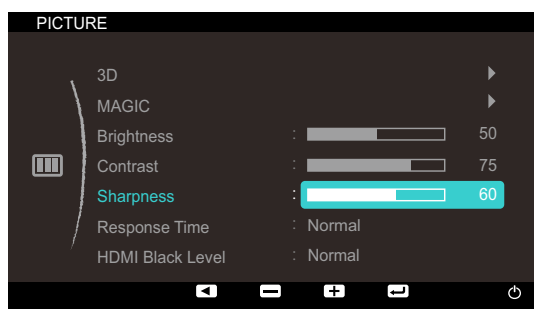 PICTURE
3D
MAGIC
Brightness : 50
Contrast : 75
Sharpness : 60
Response Time : Normal
HDMI Black Level : Normal